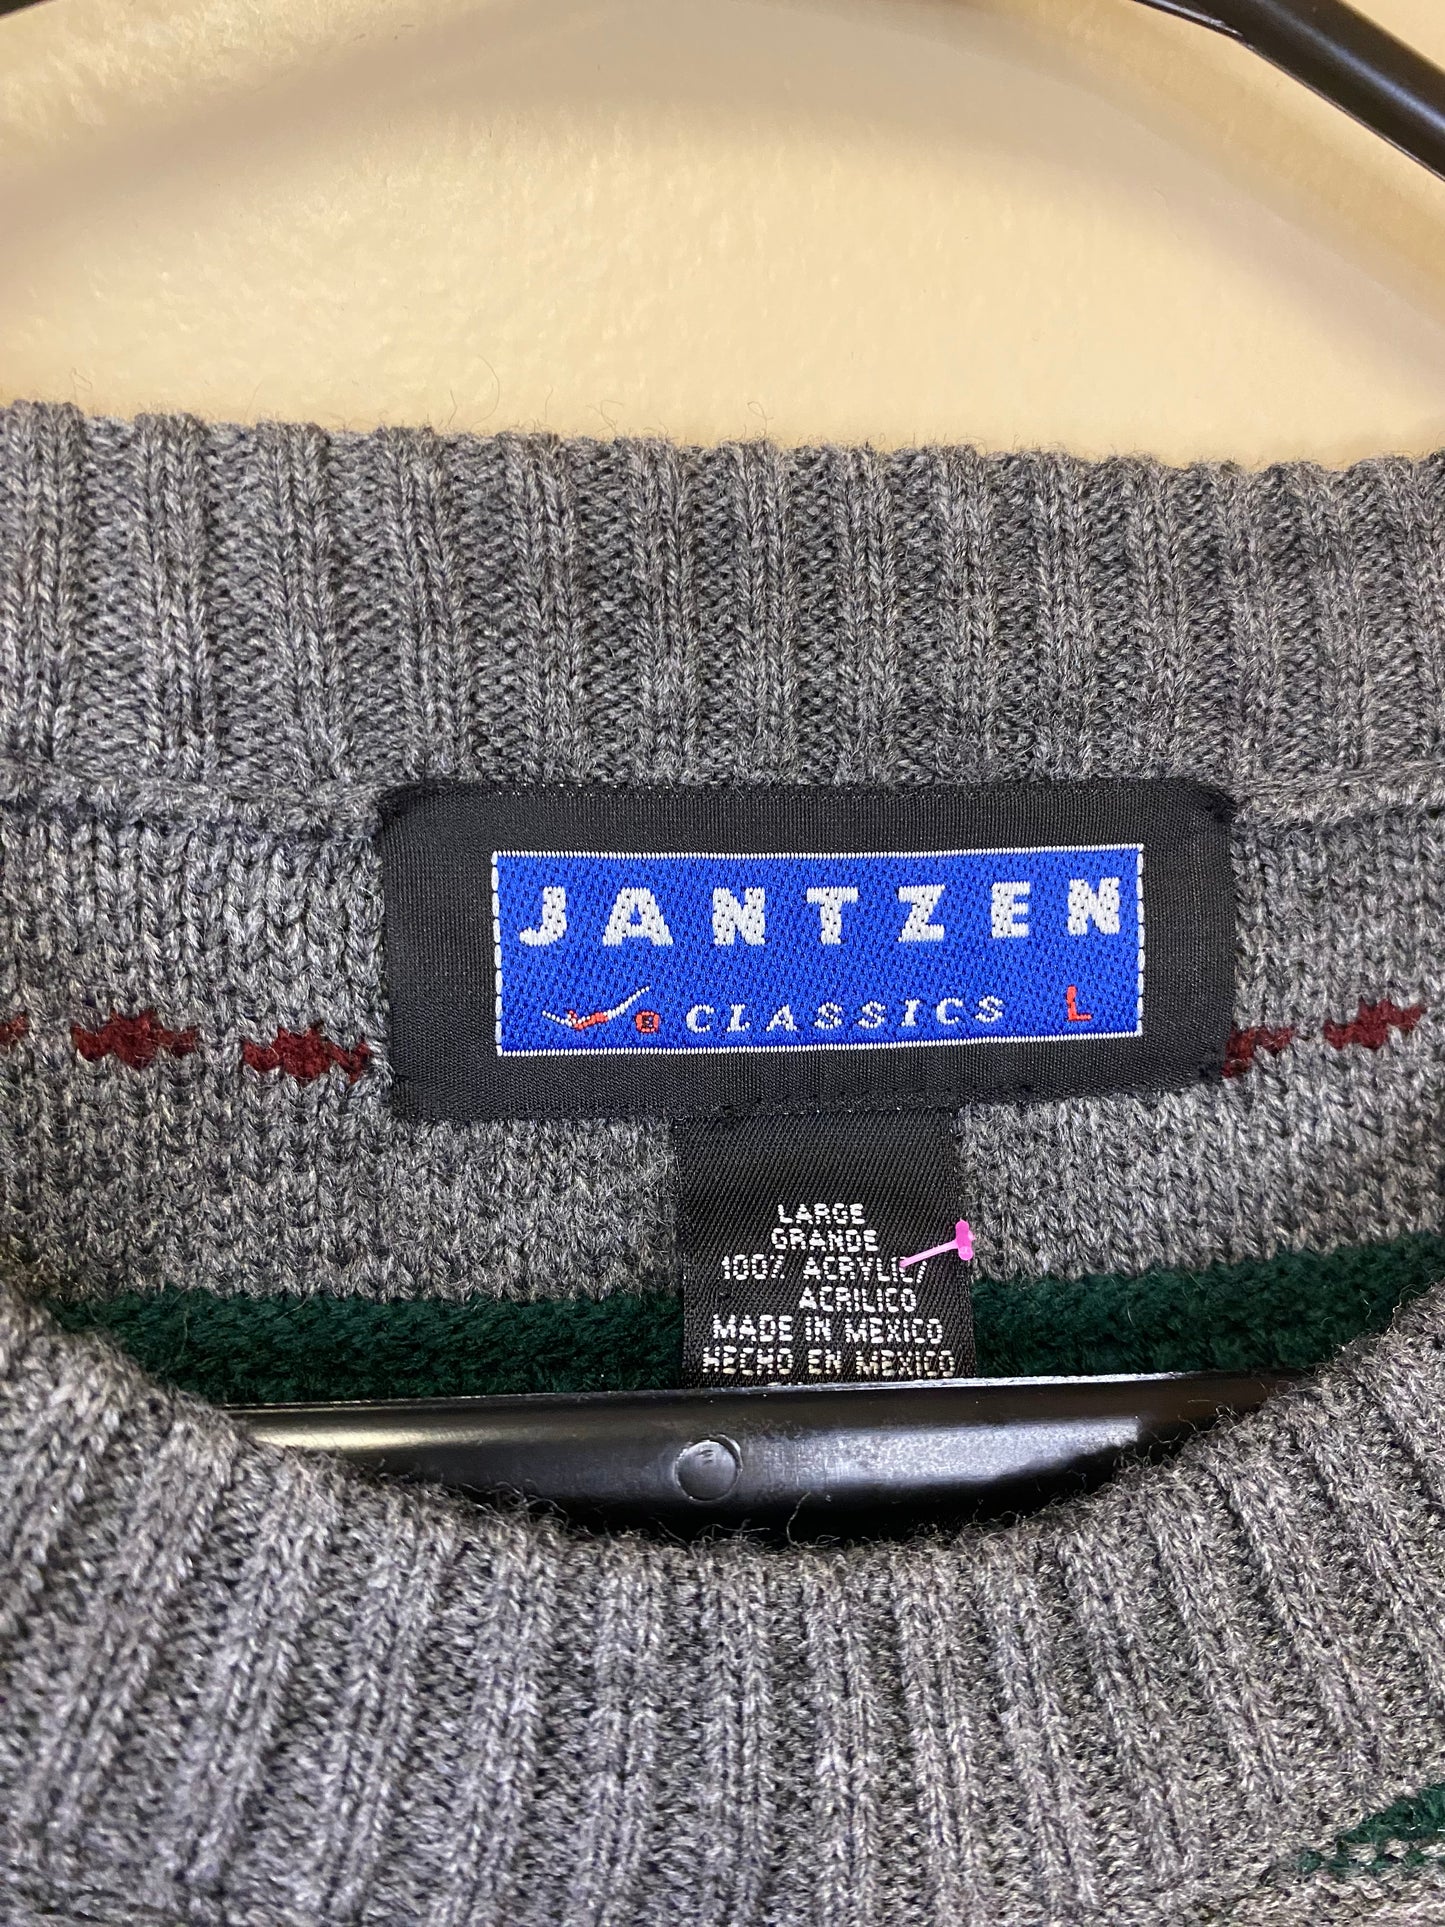 JANTZEN
® CLASSICS L
LARGE
GRANDE
100% ACRYLIC/
ACRILICO
MADE IN MEXICO
HECHO EN MEXICO